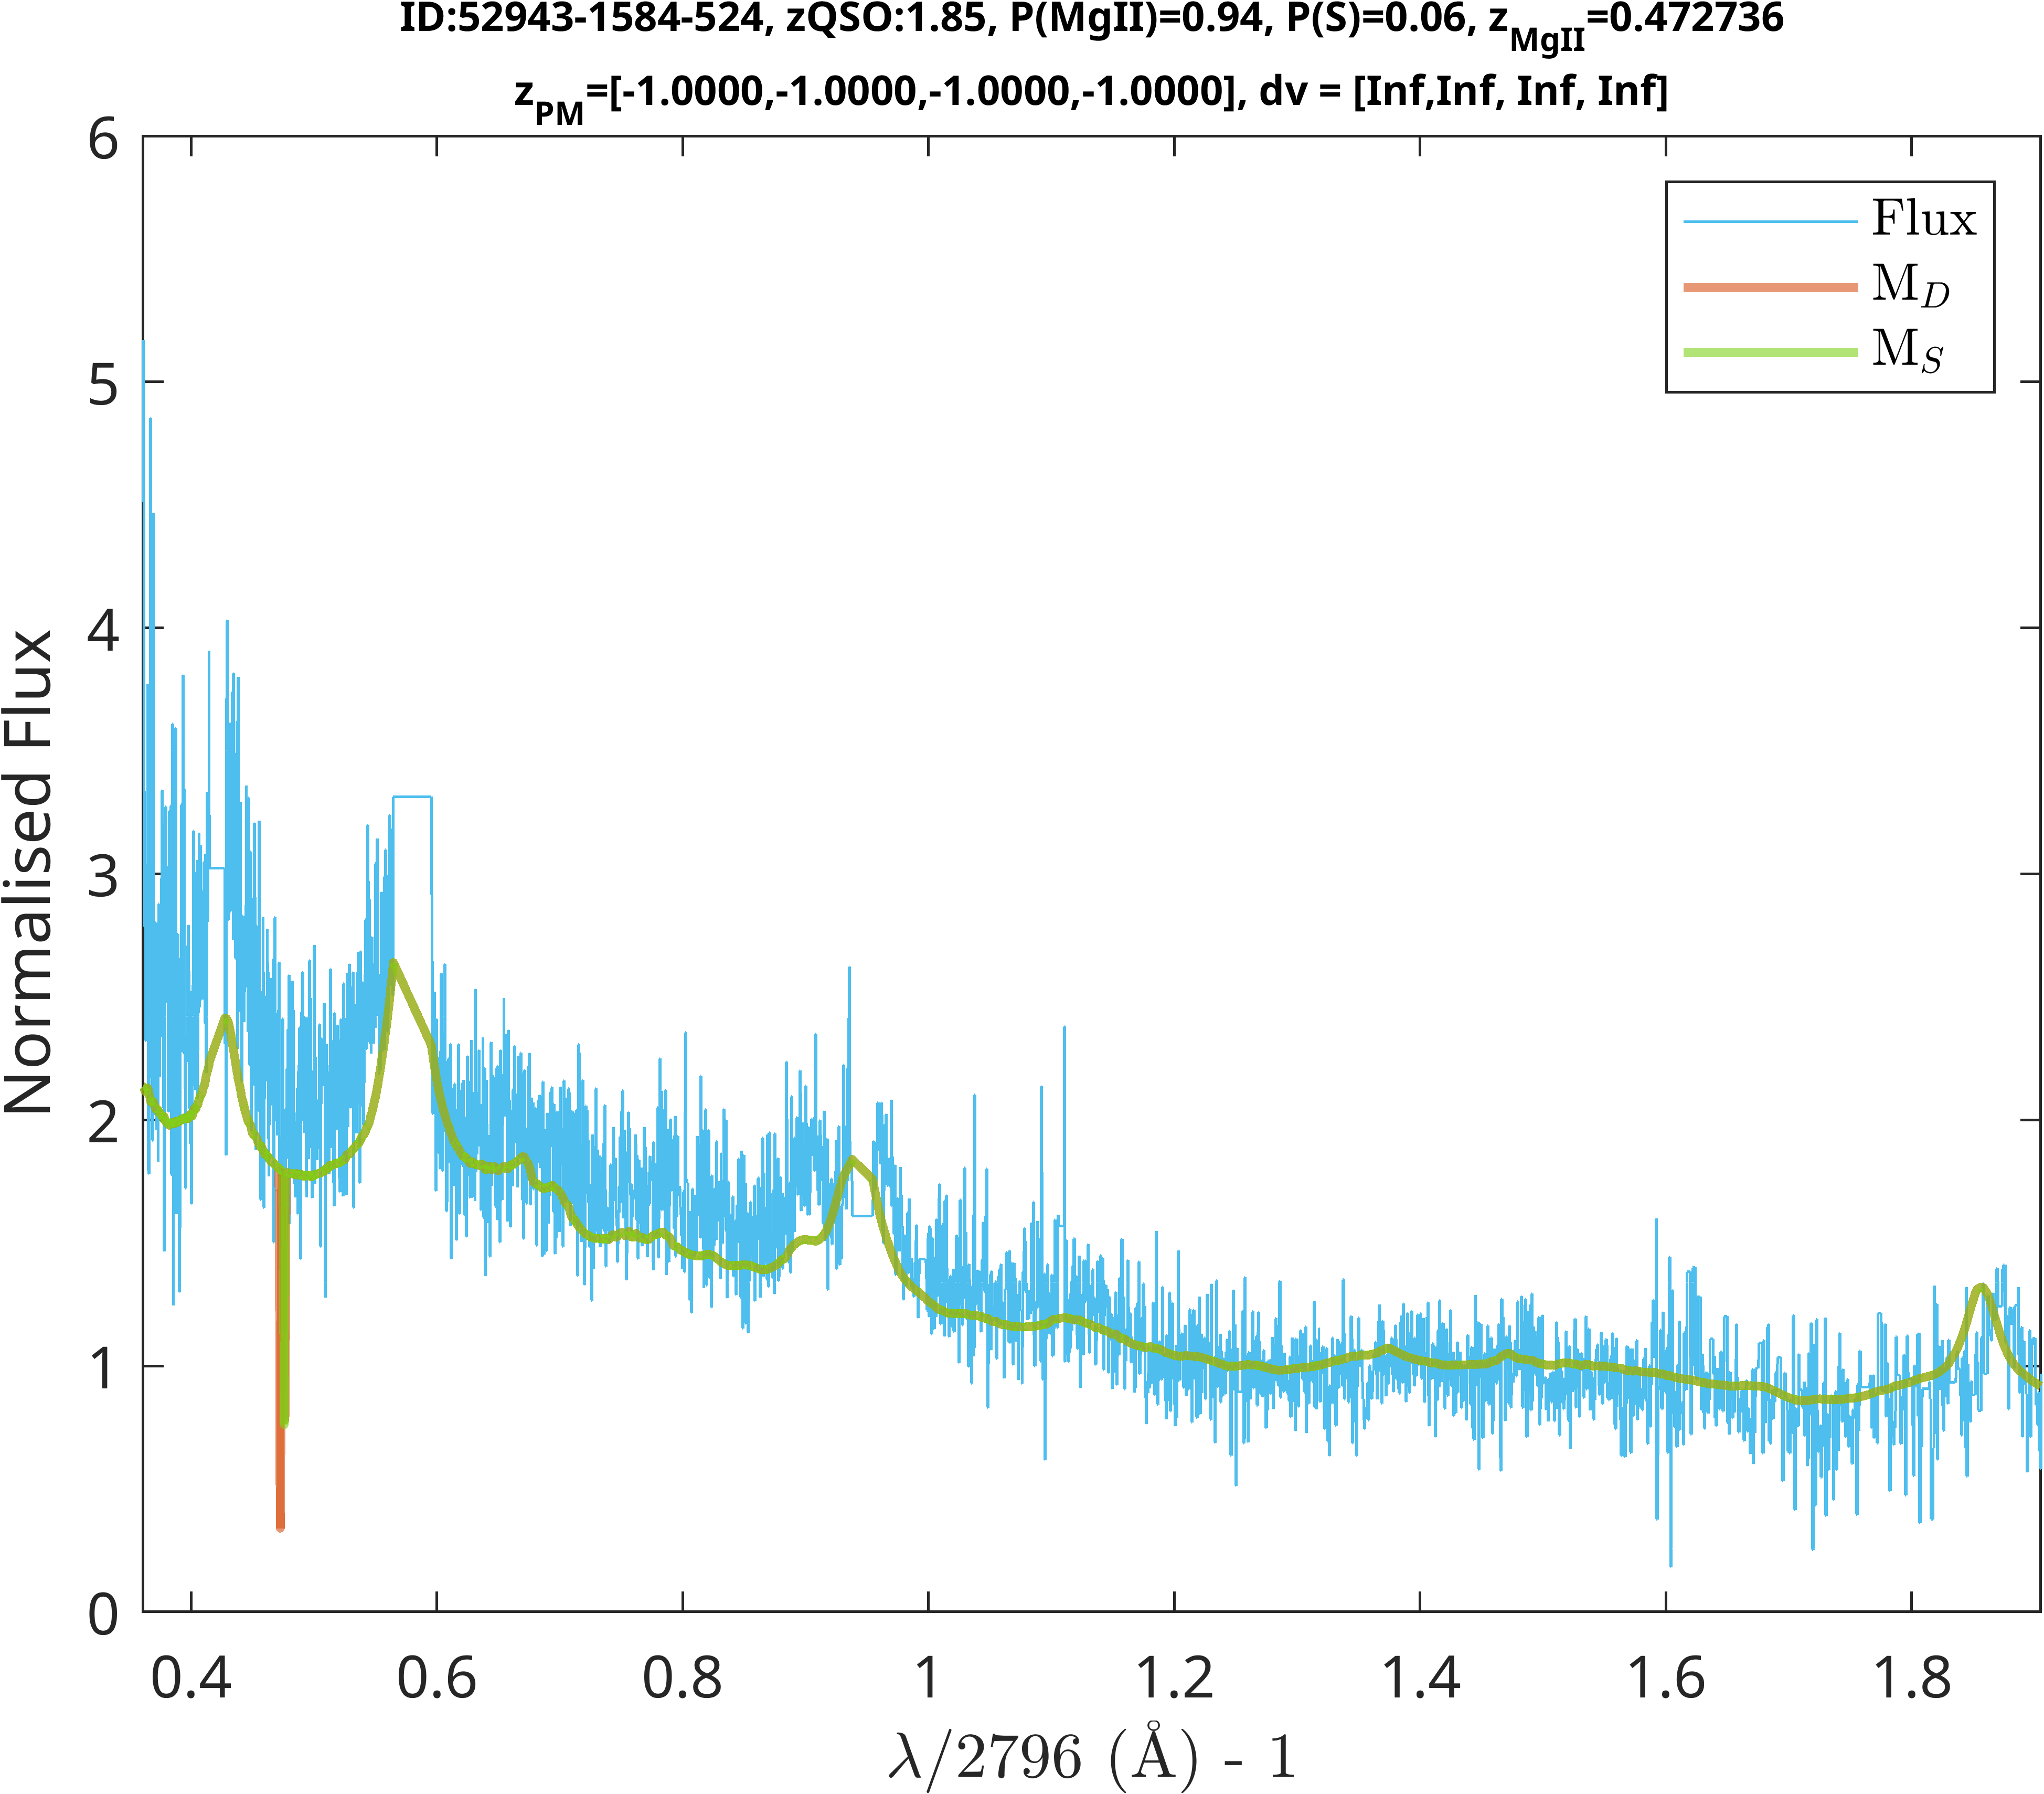 ID:52943-1584-524, zQSO:1.85, P(MgII)=0.94, P(S)=0.06, zMgII=0.472736
zPM=[-1.0000,-1.0000,-1.0000,-1.0000], dv = [Inf,Inf, Inf, Inf]
6
5
4
3
2
1
0
Normaliised Flux
Flux
MD
MS
0.4 0.6 0.8 1 1.2 1.4 1.6 1.8
λ/2796 (Å) - 1